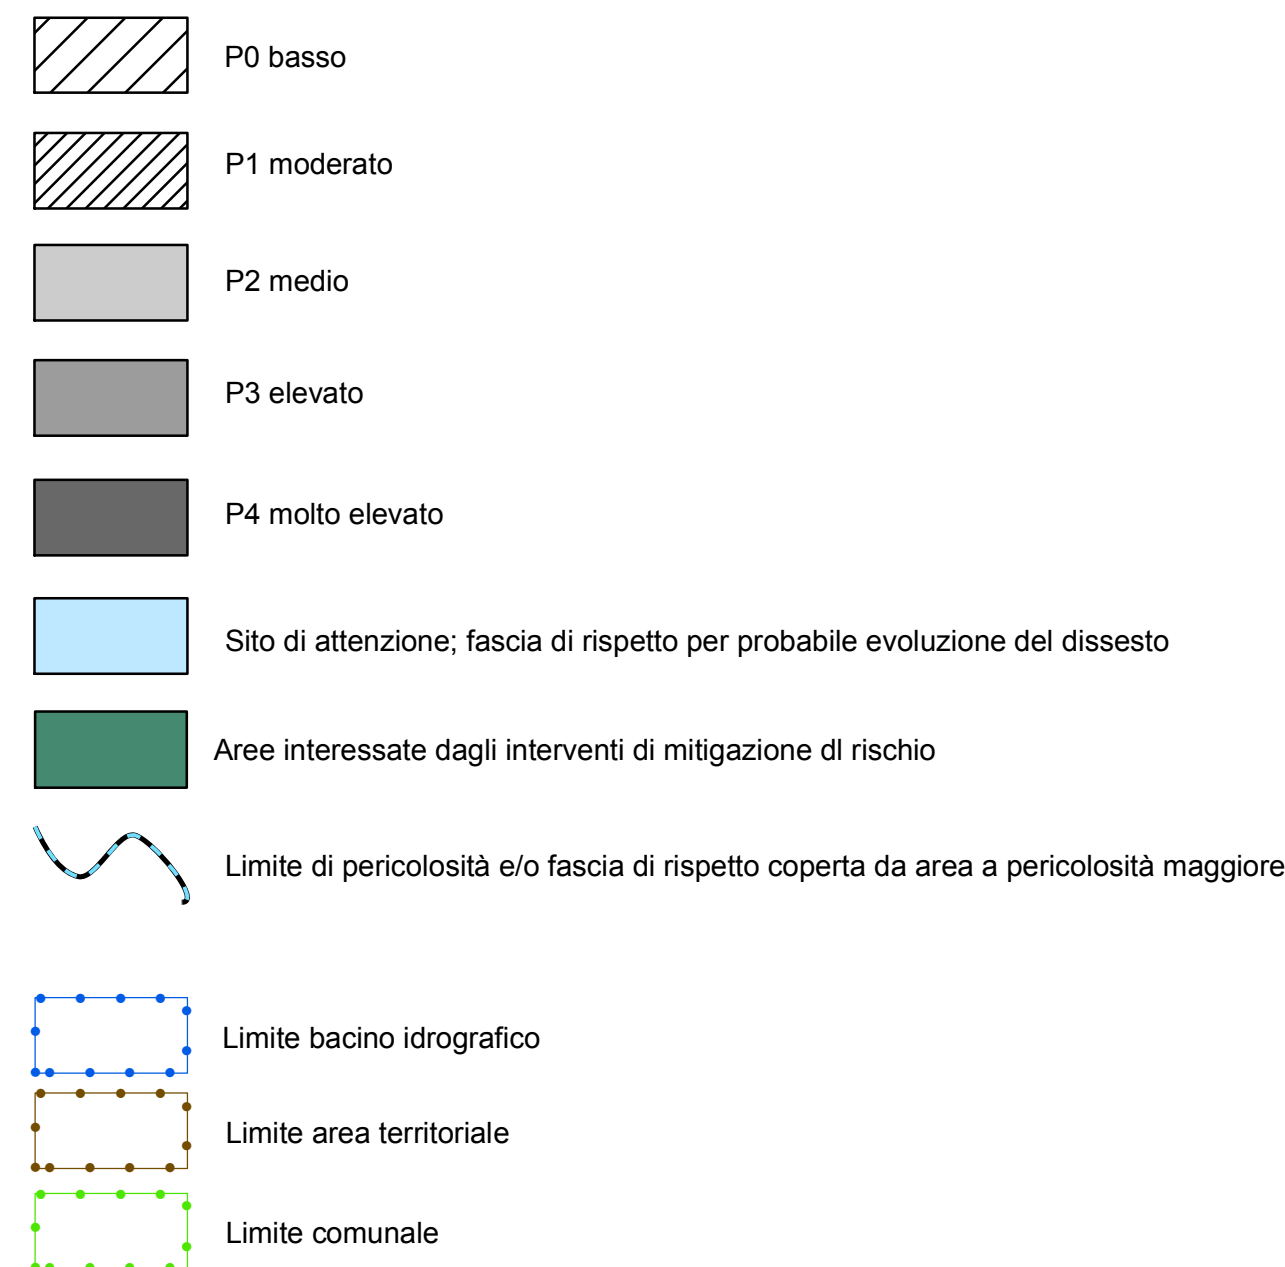 P0 basso
P1 moderato
P2 medio
P3 elevato
P4 molto elevato
Sito di attenzione; fascia di rispetto per probabile evoluzione del dissesto
Aree interessate dagli interventi di mitigazione dl rischio
Limite di pericolosità e/o fascia di rispetto coperta da area a pericolosità maggiore
Limite bacino idrografico
Limite area territoriale
Limite comunale